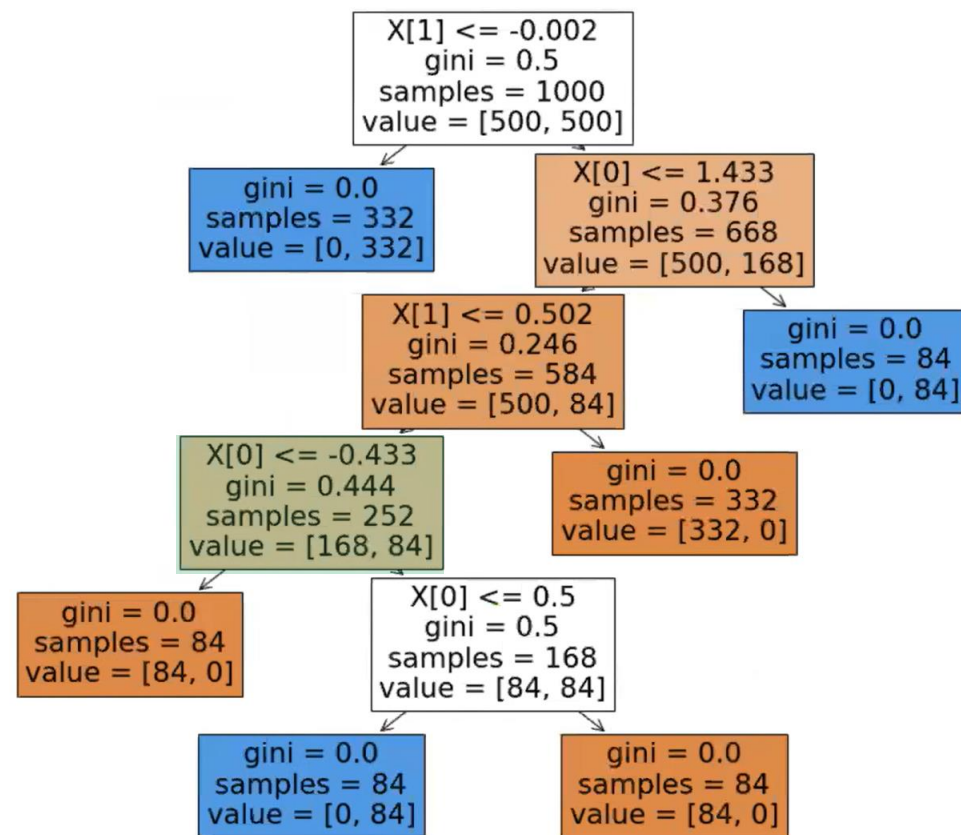 X[1] <= -0.002
gini = 0.5
samples = 1000
value = [500, 500]
gini = 0.0
samples = 332
value = [0, 332]
X[0] <= 1.433
gini = 0.376
samples = 668
value = [500, 168]
X[1] <= 0.502
gini = 0.246
samples = 584
value = [500, 84]
gini = 0.0
samples = 84
value = [0, 84]
X[0] <= -0.433
gini = 0.444
samples = 252
value = [168, 84]
gini = 0.0
samples = 332
value = [332, 0]
gini = 0.0
samples = 84
value = [84, 0]
X[0] <= 0.5
gini = 0.5
samples = 168
value = [84, 84]
gini = 0.0
samples = 84
value = [0, 84]
gini = 0.0
samples = 84
value = [84, 0]